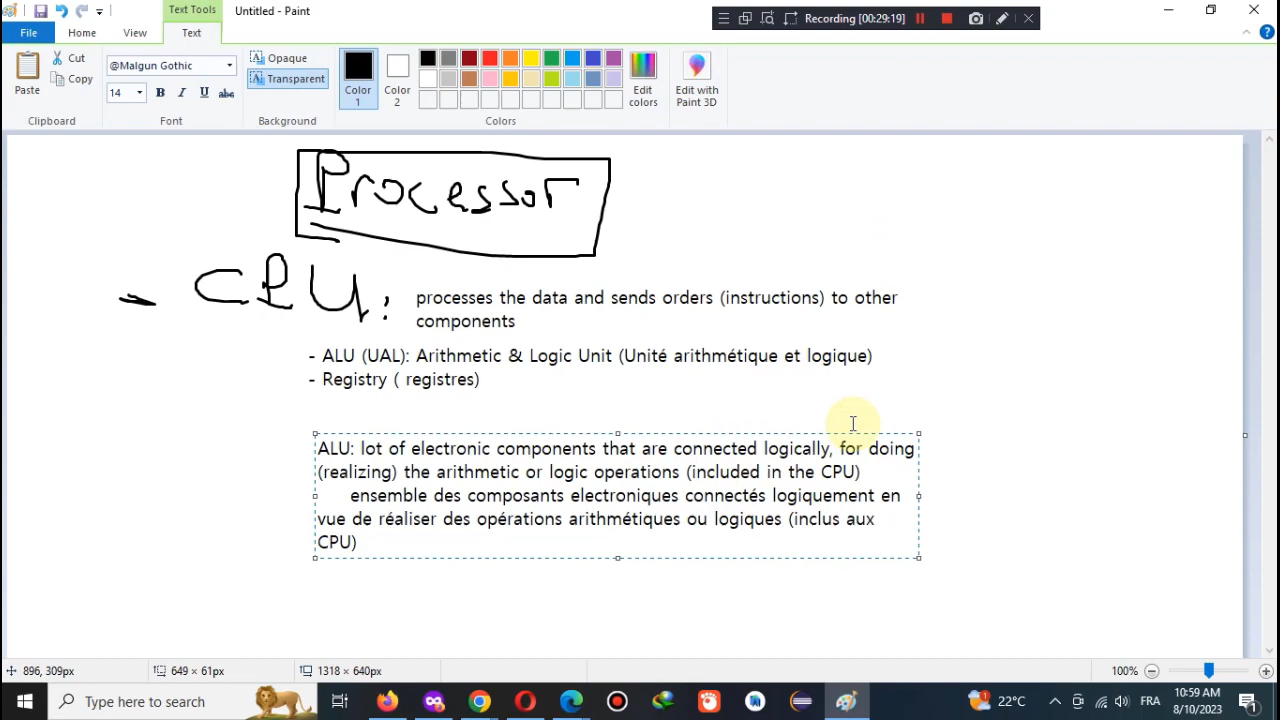 Text Tools
Untitled - Paint
Recording [00:29:19]
File
Home
View
Text
Paste
Cut
Copy
Clipboard
@Malgun Gothic
14
B I U abc
Font
Opaque
Transparent
Background
Color 1
Color 2
Edit colors
Colors
Edit with Paint 3D
Processor
- CPU:
processes the data and sends orders (instructions) to other
components
- ALU (UAL): Arithmetic & Logic Unit (Unité arithmétique et logique)
- Registry ( registres)
ALU: lot of electronic components that are connected logically, for doing
(realizing) the arithmetic or logic operations (included in the CPU)
ensemble des composants electroniques connectés logiquement en
vue de réaliser des opérations arithmétiques ou logiques (inclus aux
CPU)
896, 309px
649 × 61px
1318 × 640px
100%
Type here to search
22°C
FRA
10:59 AM
8/10/2023
1